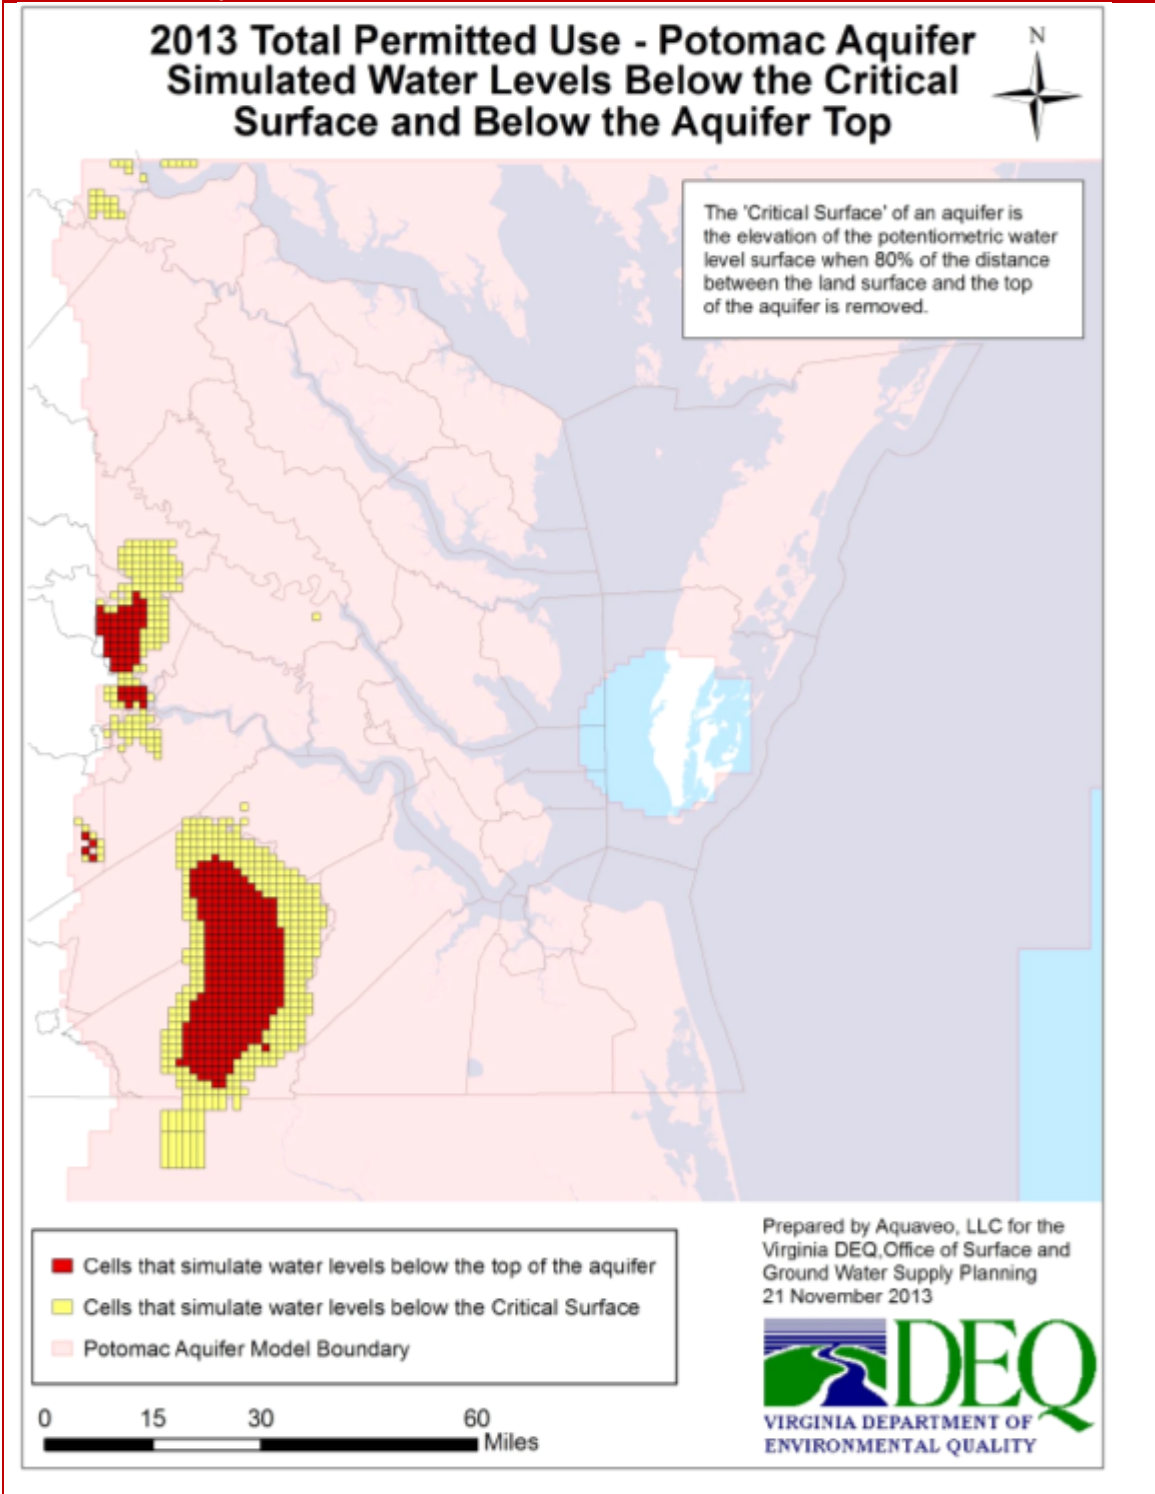 2013 Total Permitted Use - Potomac Aquifer
Simulated Water Levels Below the Critical
Surface and Below the Aquifer Top
N
The 'Critical Surface' of an aquifer is
the elevation of the potentiometric water
level surface when 80% of the distance
between the land surface and the top
of the aquifer is removed.
Cells that simulate water levels below the top of the aquifer
Cells that simulate water levels below the Critical Surface
Potomac Aquifer Model Boundary
0 15 30 60
Miles
Prepared by Aquaveo, LLC for the
Virginia DEQ,Office of Surface and
Ground Water Supply Planning
21 November 2013
DEQ
VIRGINIA DEPARTMENT OF
ENVIRONMENTAL QUALITY